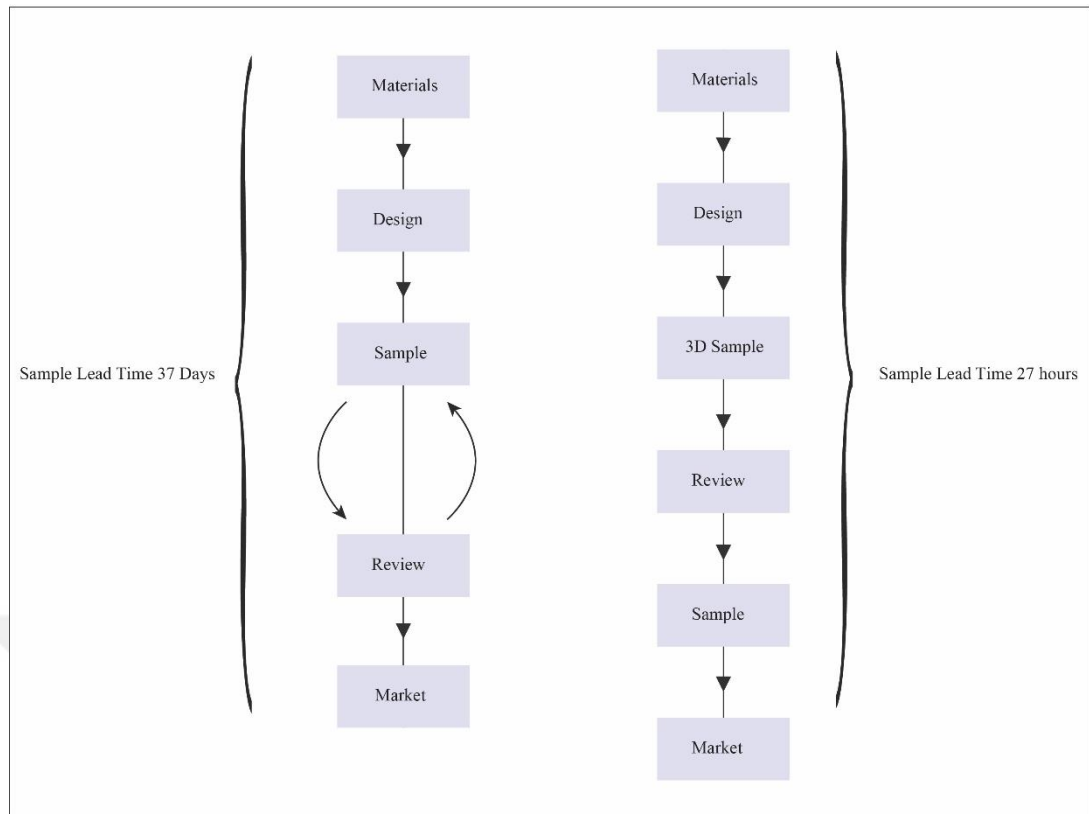 Materials
Design
Sample
Sample Lead Time 37 Days
Review
Market
Materials
Design
3D Sample
Sample Lead Time 27 hours
Review
Sample
Market